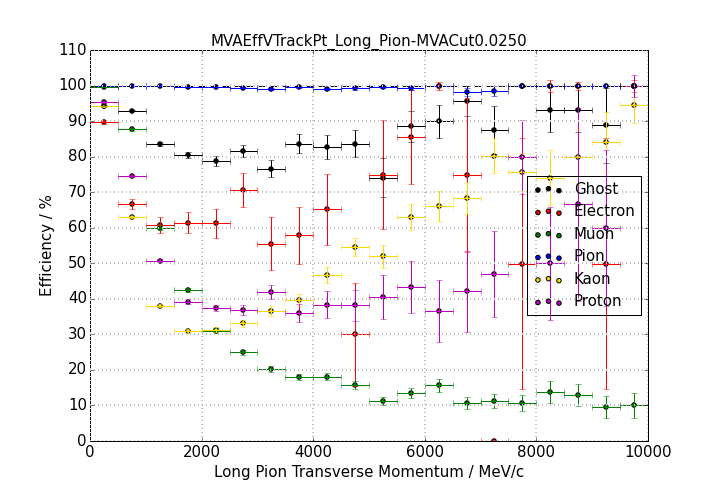 MVAEffVTrackPt_Long_Pion-MVACut0.0250
110
100
90
80
70
60
50
40
30
20
10
0
Efficiency / %
Ghost
Electron
Muon
Pion
Kaon
Proton
0 2000 4000 6000 8000 10000
Long Pion Transverse Momentum / MeV/c